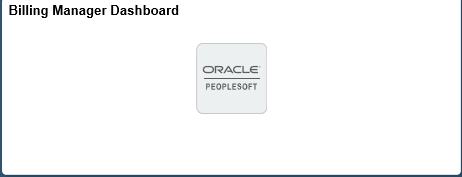 Billing Manager Dashboard
ORACLE
PEOPLESOFT